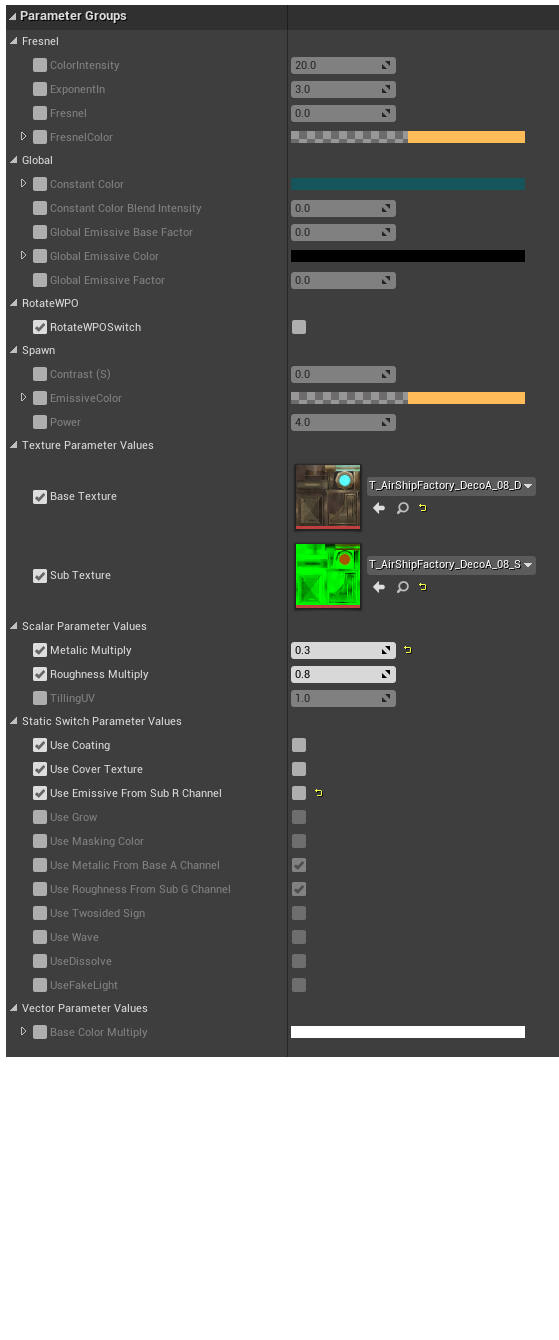 Parameter Groups
Fresnel
ColorIntensity 20.0
ExponentIn 3.0
Fresnel 0.0
FresnelColor
Global
Constant Color
Constant Color Blend Intensity 0.0
Global Emissive Base Factor 0.0
Global Emissive Color
Global Emissive Factor 0.0
RotateWPO
RotateWPOSwitch
Spawn
Contrast (S) 0.0
EmissiveColor
Power 4.0
Texture Parameter Values
Base Texture T_AirShipFactory_DecoA_08_D
Sub Texture T_AirShipFactory_DecoA_08_S
Scalar Parameter Values
Metalic Multiply 0.3
Roughness Multiply 0.8
TillingUV 1.0
Static Switch Parameter Values
Use Coating
Use Cover Texture
Use Emissive From Sub R Channel
Use Grow
Use Masking Color
Use Metalic From Base A Channel
Use Roughness From Sub G Channel
Use Twosided Sign
Use Wave
UseDissolve
UseFakeLight
Vector Parameter Values
Base Color Multiply